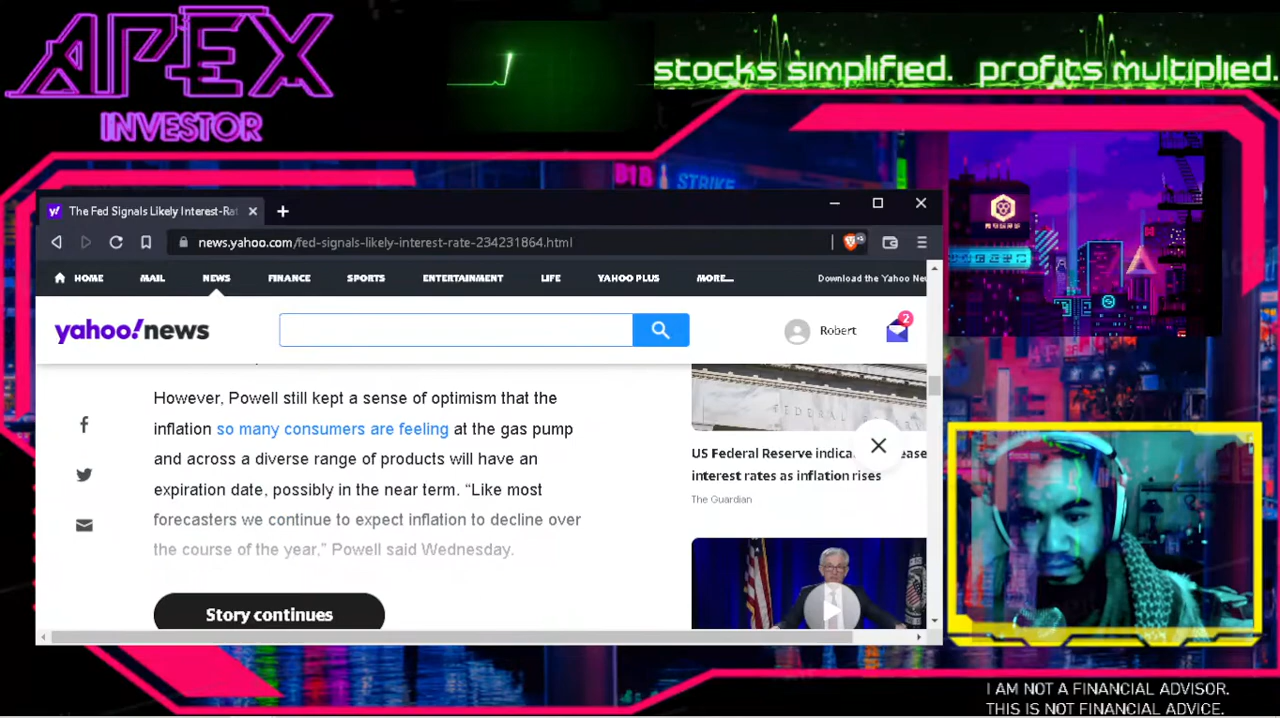 APEX
INVESTOR
stocks simplified. profits multiplied.
B1B
STRIKE
The Fed Signals Likely Interest-Ra
news.yahoo.com/fed-signals-likely-interest-rate-234231864.html
HOME MAIL NEWS FINANCE SPORTS ENTERTAINMENT LIFE YAHOO PLUS MORE... Download the Yahoo Ne
yahoo!news
Robert
2
However, Powell still kept a sense of optimism that the
inflation so many consumers are feeling at the gas pump
and across a diverse range of products will have an
expiration date, possibly in the near term. “Like most
forecasters we continue to expect inflation to decline over
the course of the year,” Powell said Wednesday.
Story continues
FEDERAL
US Federal Reserve indica ease
interest rates as inflation rises
The Guardian
I AM NOT A FINANCIAL ADVISOR.
THIS IS NOT FINANCIAL ADVICE.